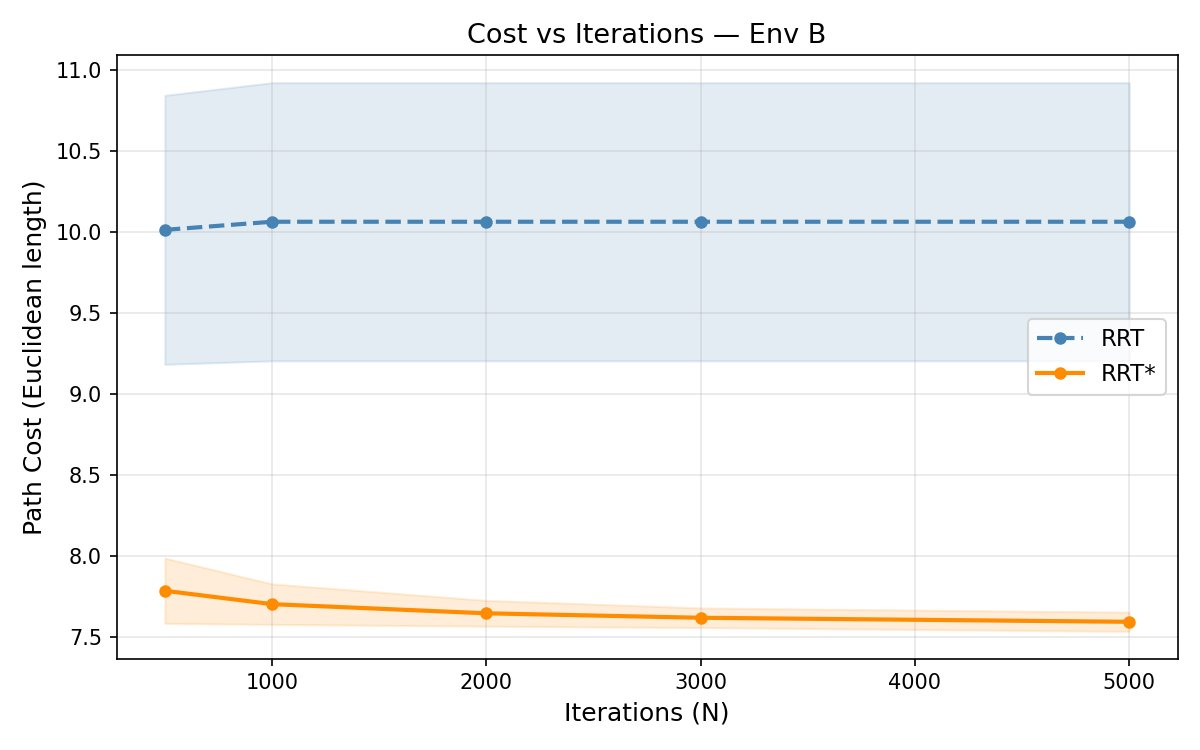 Cost vs Iterations — Env B
Path Cost (Euclidean length)
11.0
10.5
10.0
9.5
9.0
8.5
8.0
7.5
RRT
RRT*
1000 2000 3000 4000 5000
Iterations (N)